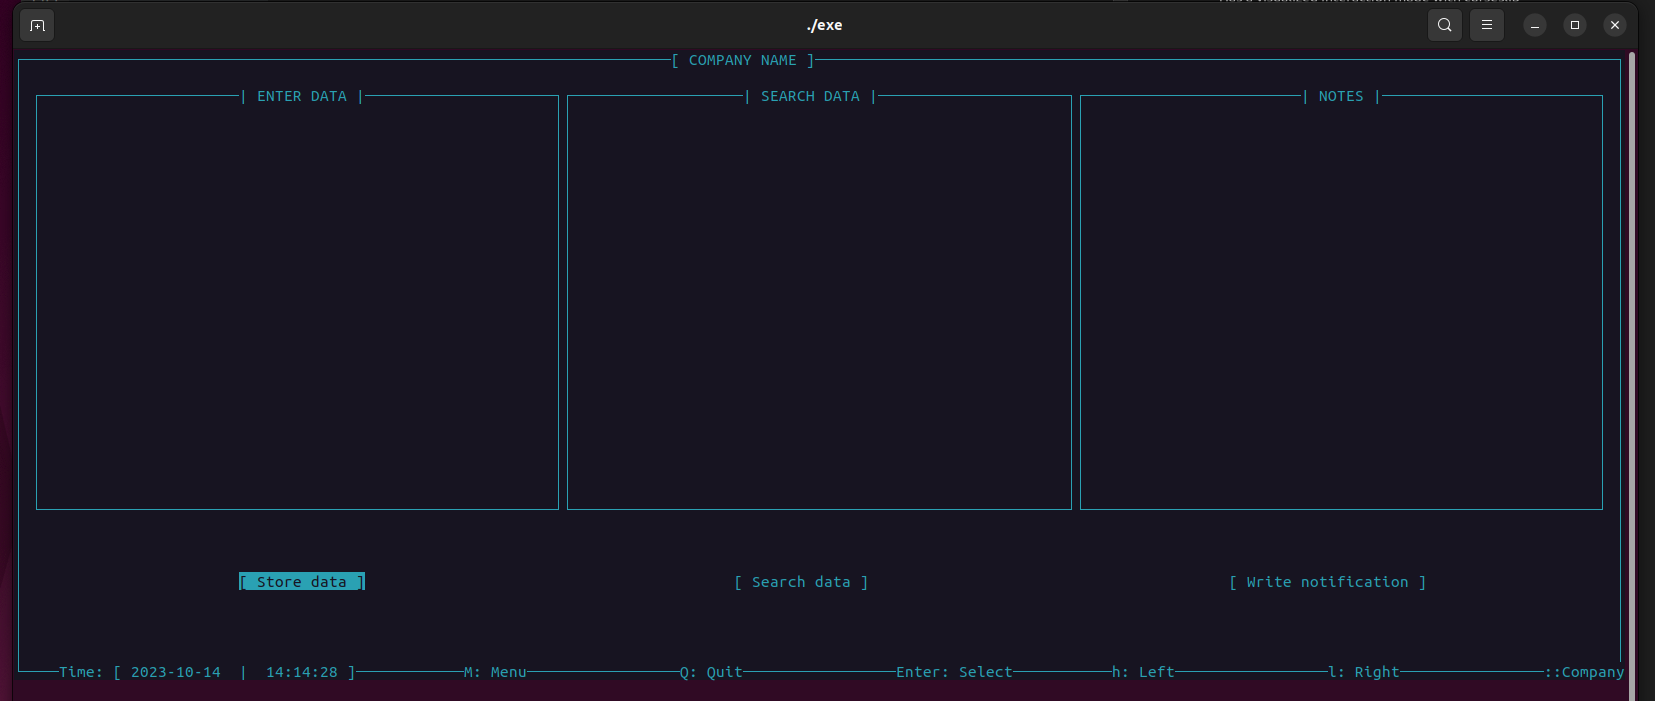 ./exe
[ COMPANY NAME ]
| ENTER DATA | | SEARCH DATA | | NOTES |
[ Store data ] [ Search data ] [ Write notification ]
Time: [ 2023-10-14 | 14:14:28 ] M: Menu Q: Quit Enter: Select h: Left l: Right ::Company